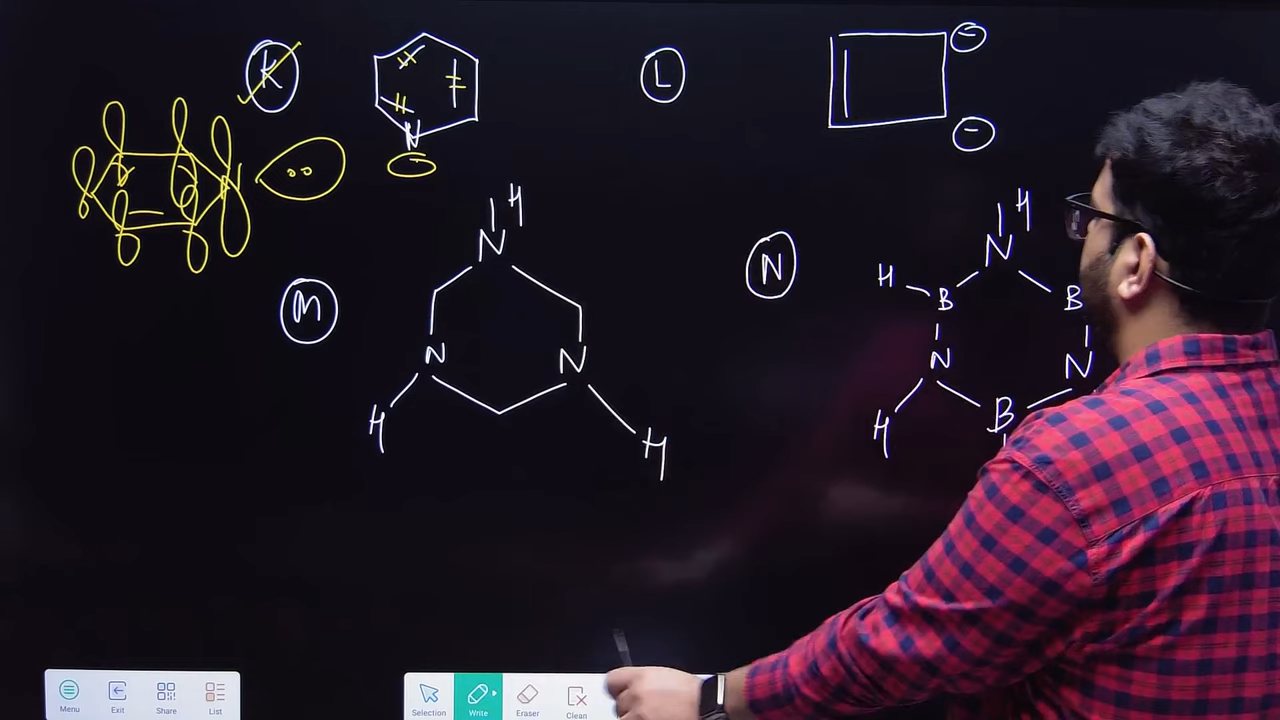 K
L
N
H
H
M
N
N
N
H
N
H
B
B
N
N
N
H
H
B
H
Menu
Exit
Share
List
Selection
Write
Eraser
Clean